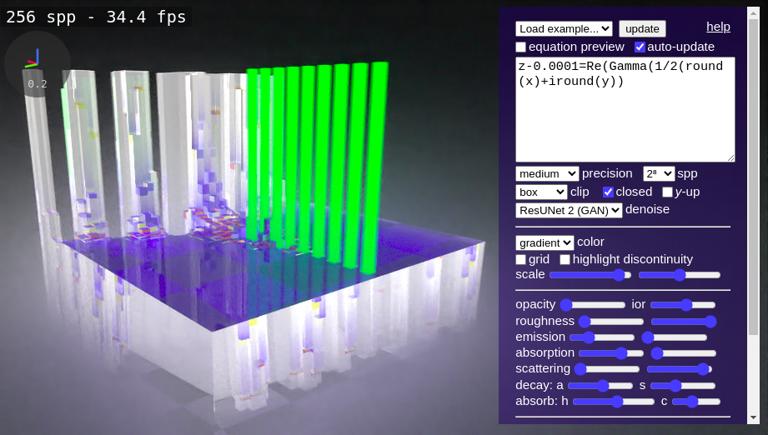 256 spp - 34.4 fps
0.2
Load example... update help
equation preview auto-update
z-0.0001=Re(Gamma(1/2(round
(x)+iround(y))
medium precision 2⁸ spp
box clip closed y-up
ResUNet 2 (GAN) denoise
gradient color
grid highlight discontinuity
scale
opacity ior
roughness
emission
absorption
scattering
decay: a s
absorb: h c